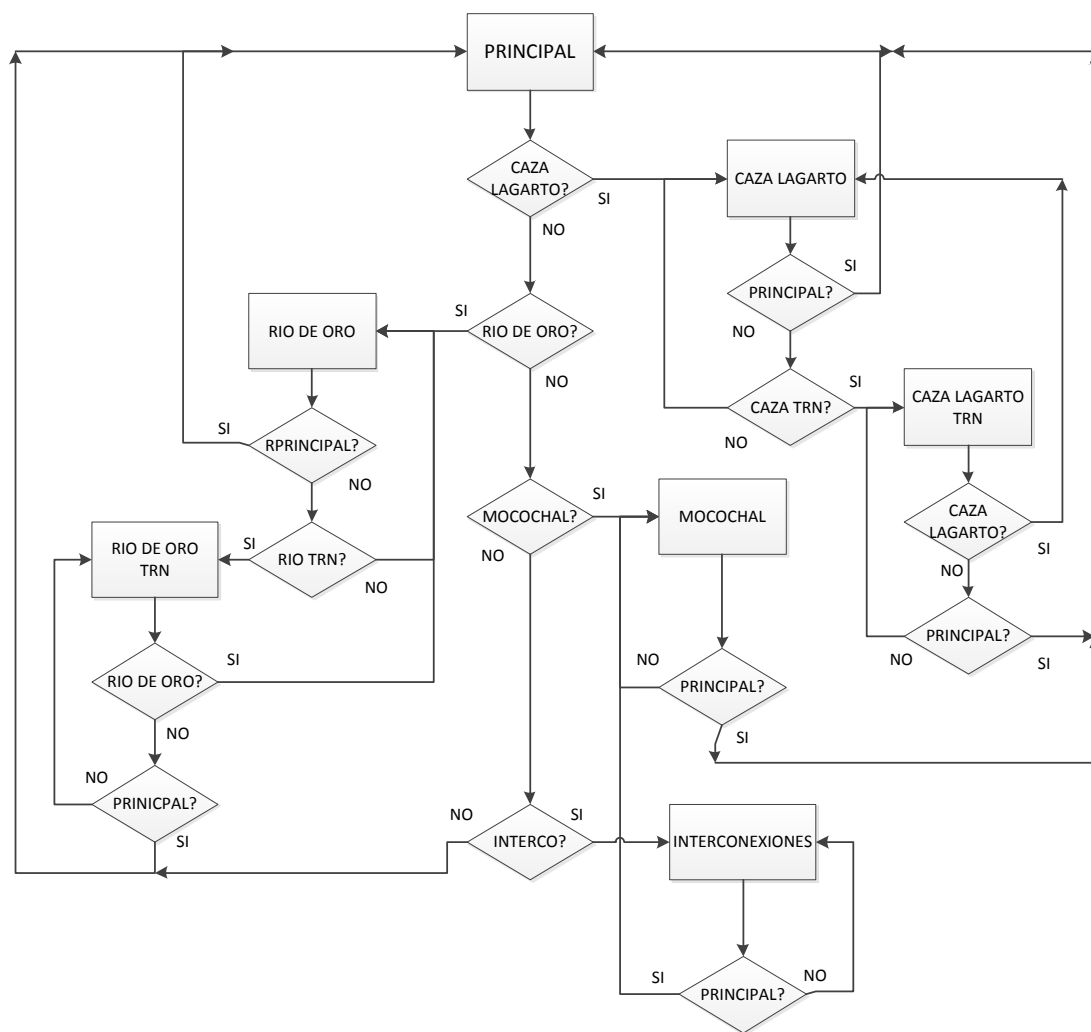 PRINCIPAL
CAZA
LAGARTO?
SI
NO
CAZA LAGARTO
SI
PRINCIPAL?
NO
SI
RIO DE ORO?
NO
RIO DE ORO
CAZA TRN?
SI
NO
CAZA LAGARTO
TRN
SI
RPRINCIPAL?
NO
MOCOCHAL?
SI
NO
MOCOCHAL
CAZA
LAGARTO?
SI
NO
RIO DE ORO
TRN
SI
RIO TRN?
NO
PRINCIPAL?
NO
SI
RIO DE ORO?
SI
NO
NO
PRINCIPAL?
SI
NO
PRINICPAL?
SI
NO
SI
INTERCO?
INTERCONEXIONES
SI
NO
PRINCIPAL?